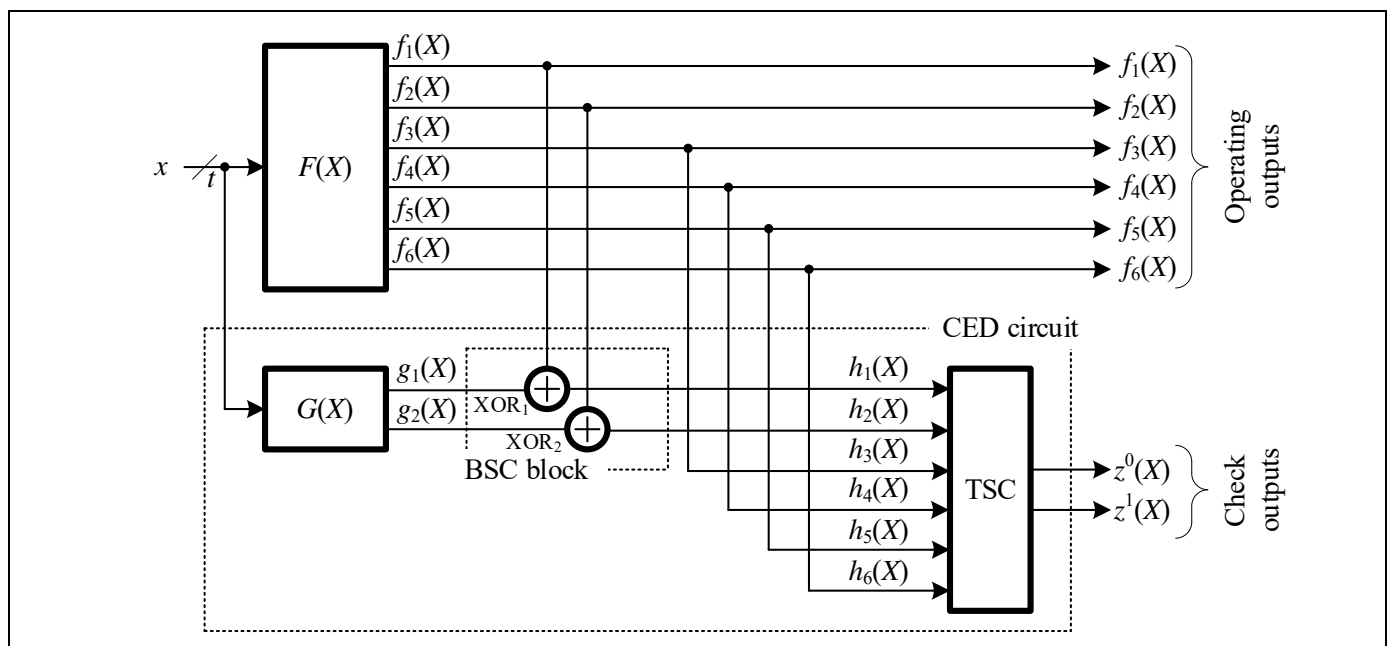 f1(X)
f2(X)
f3(X)
f4(X)
f5(X)
f6(X)
x
t
F(X)
f1(X)
f2(X)
f3(X)
f4(X)
f5(X)
f6(X)
Operating
outputs
CED circuit
G(X)
g1(X)
g2(X)
XOR1
XOR2
BSC block
h1(X)
h2(X)
h3(X)
h4(X)
h5(X)
h6(X)
TSC
z⁰(X)
z¹(X)
Check
outputs